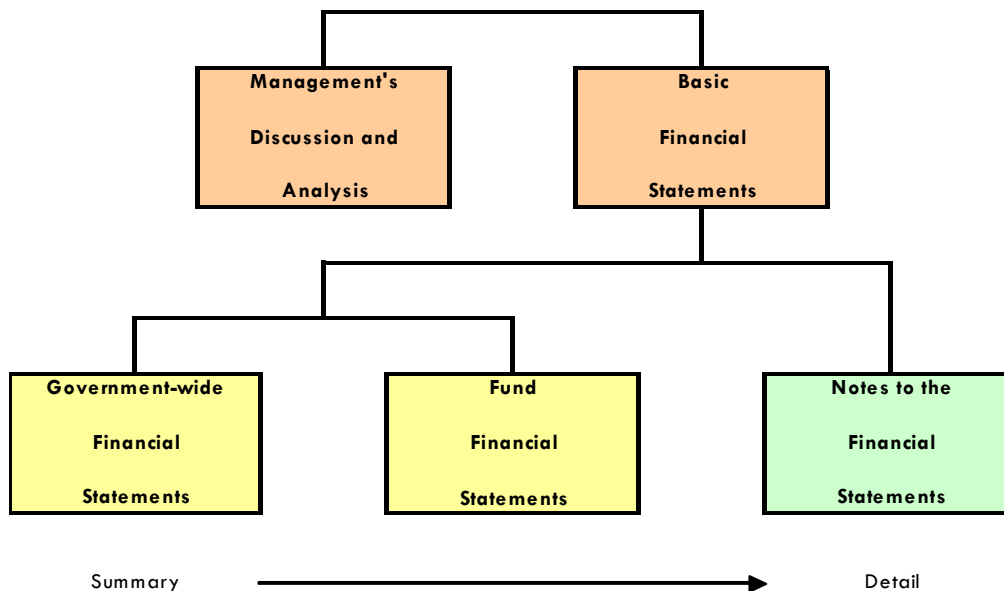 Management's
Discussion and
Analysis
Basic
Financial
Statements
Government-wide
Financial
Statements
Fund
Financial
Statements
Notes to the
Financial
Statements
Summary
Detail